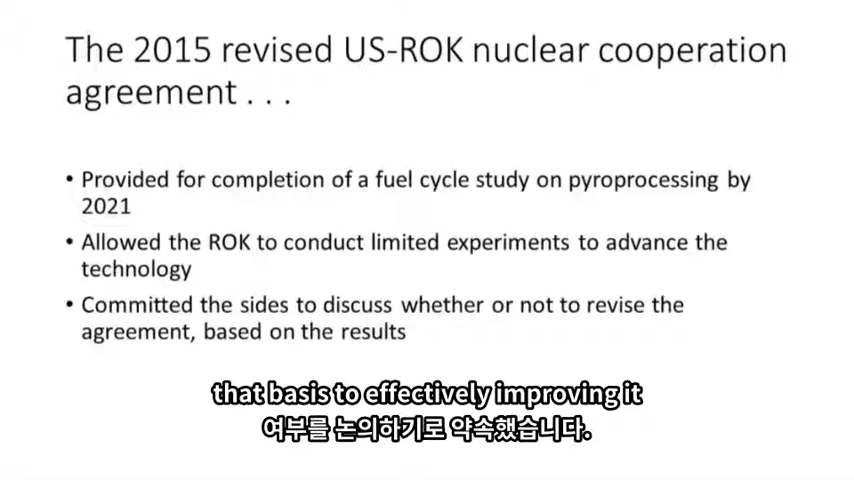 The 2015 revised US-ROK nuclear cooperation
agreement . . .
• Provided for completion of a fuel cycle study on pyroprocessing by
2021
• Allowed the ROK to conduct limited experiments to advance the
technology
• Committed the sides to discuss whether or not to revise the
agreement, based on the results
that basis to effectively improving it
여부를 논의하기로 약속했습니다.